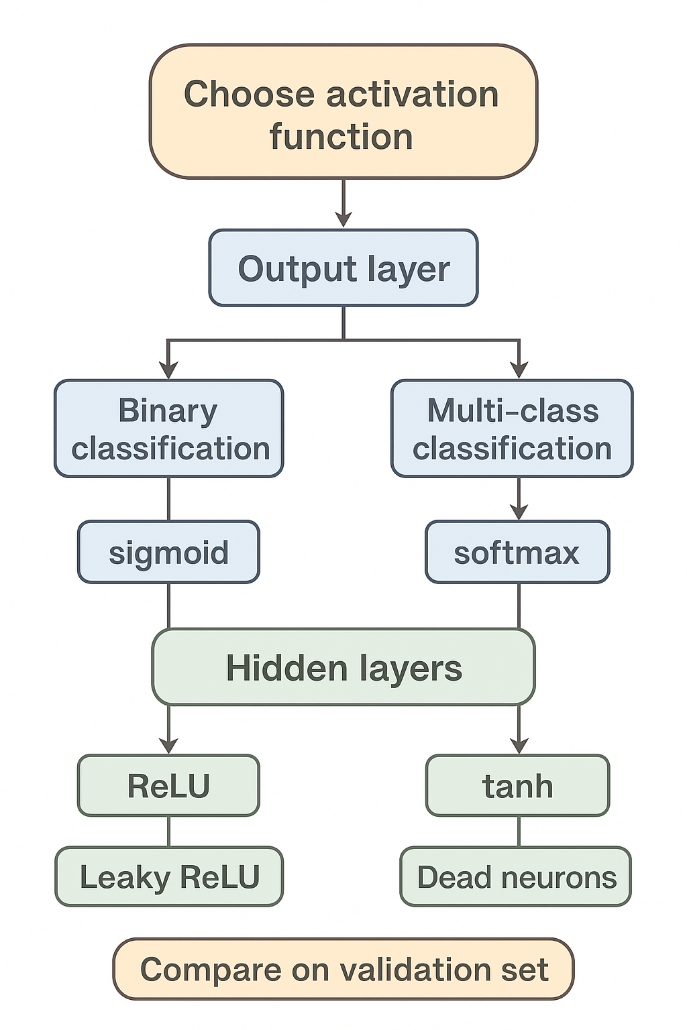 Choose activation
function
Output layer
Binary
classification
Multi-class
classification
sigmoid
softmax
Hidden layers
ReLU
tanh
Leaky ReLU
Dead neurons
Compare on validation set